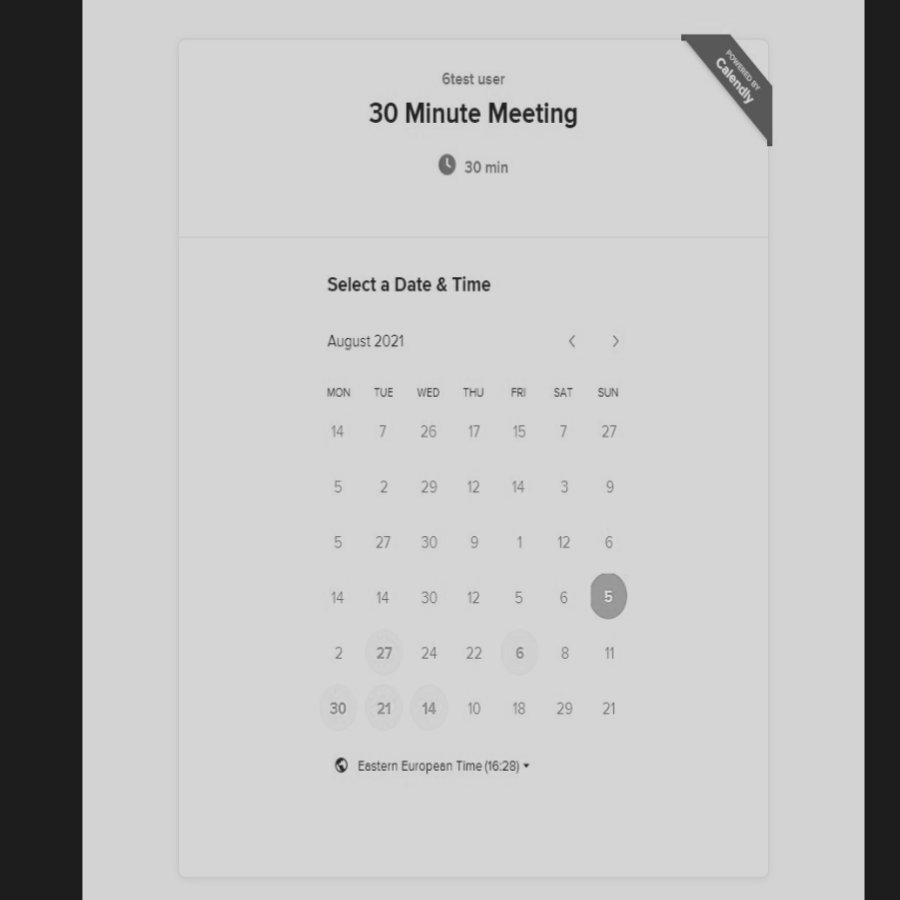 POWERED BY
Calendly
6test user
30 Minute Meeting
30 min
Select a Date & Time
August 2021
MON TUE WED THU FRI SAT SUN
14 7 26 17 15 7 27
5 2 29 12 14 3 9
5 27 30 9 1 12 6
14 14 30 12 5 6 5
2 27 24 22 6 8 11
30 21 14 10 18 29 21
Eastern European Time (16:28)